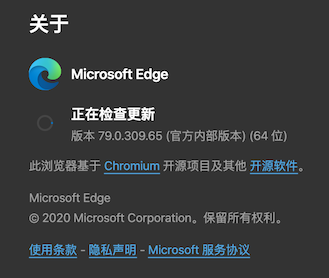 关于
Microsoft Edge
正在检查更新
版本 79.0.309.65 (官方内部版本) (64 位)
此浏览器基于 Chromium 开源项目及其他 开源软件。
Microsoft Edge
© 2020 Microsoft Corporation。保留所有权利。
使用条款 - 隐私声明 - Microsoft 服务协议